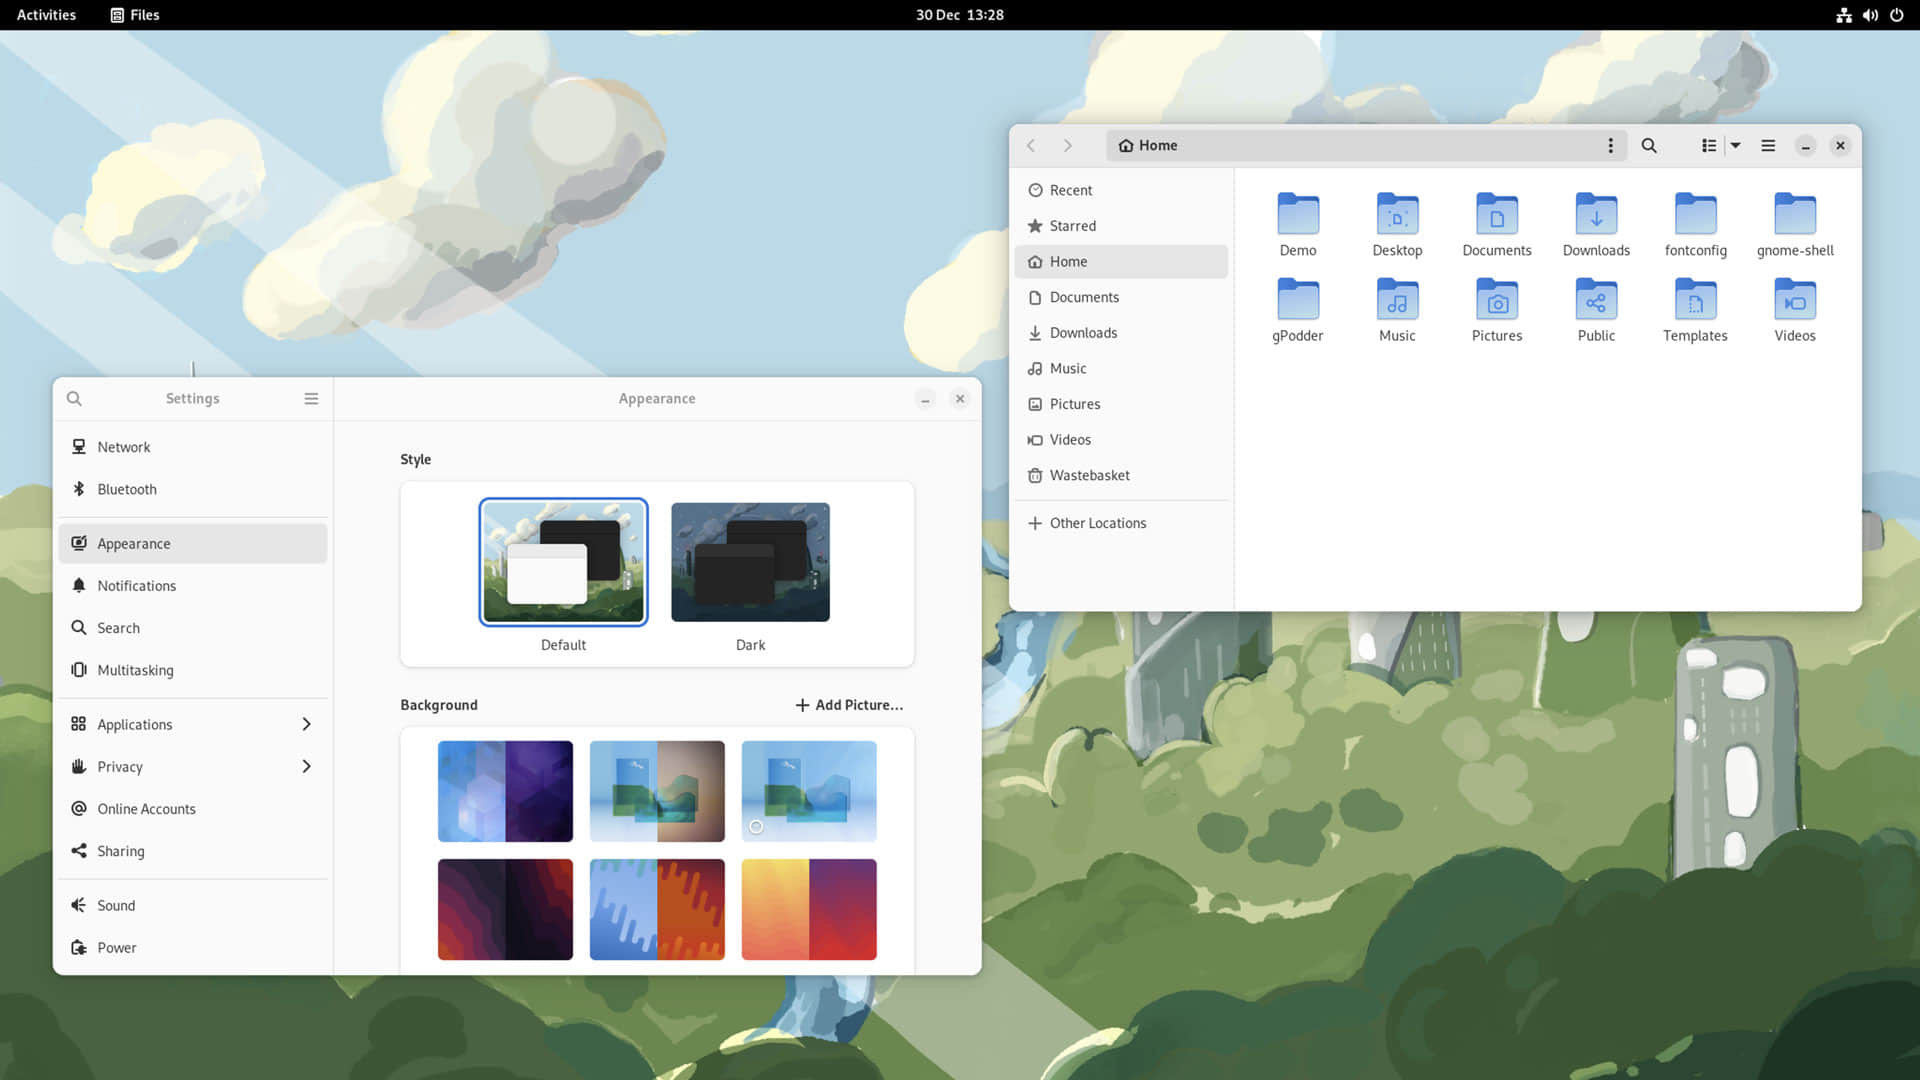 Activities Files 30 Dec 13:28
Home
Recent
Starred
Home
Documents
Downloads
Music
Pictures
Videos
Wastebasket
Other Locations
Demo Desktop Documents Downloads fontconfig gnome-shell
gPodder Music Pictures Public Templates Videos
Settings
Network
Bluetooth
Appearance
Notifications
Search
Multitasking
Applications
Privacy
Online Accounts
Sharing
Sound
Power
Appearance
Style
Default Dark
Background Add Picture...